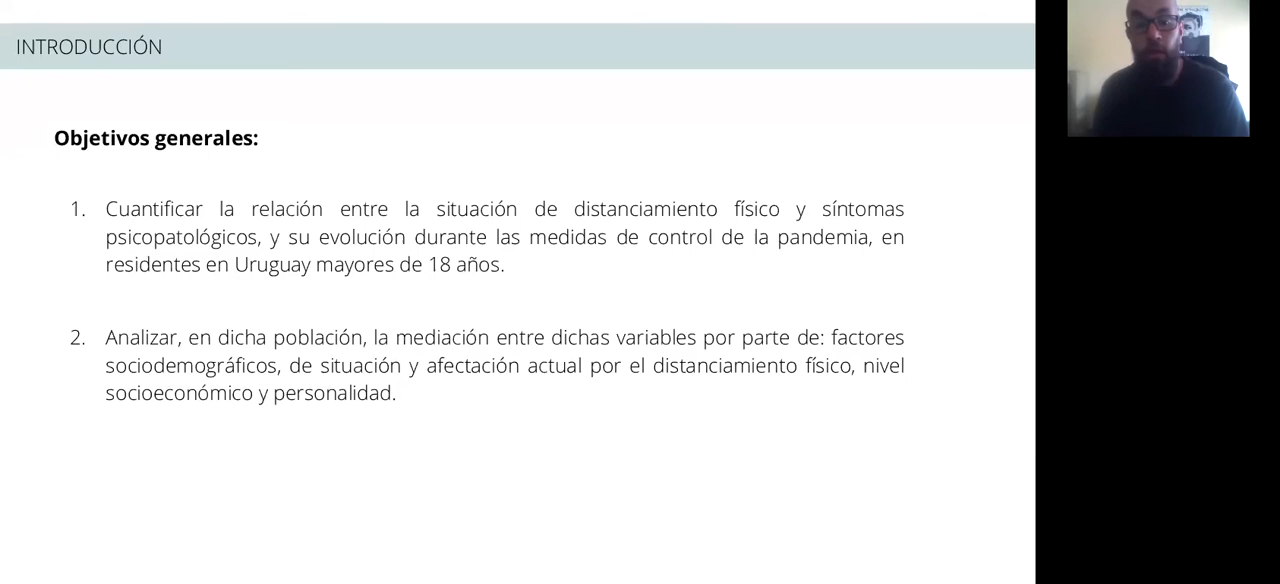 INTRODUCCIÓN
Objetivos generales:
1. Cuantificar la relación entre la situación de distanciamiento físico y síntomas
psicopatológicos, y su evolución durante las medidas de control de la pandemia, en
residentes en Uruguay mayores de 18 años.
2. Analizar, en dicha población, la mediación entre dichas variables por parte de: factores
sociodemográficos, de situación y afectación actual por el distanciamiento físico, nivel
socioeconómico y personalidad.